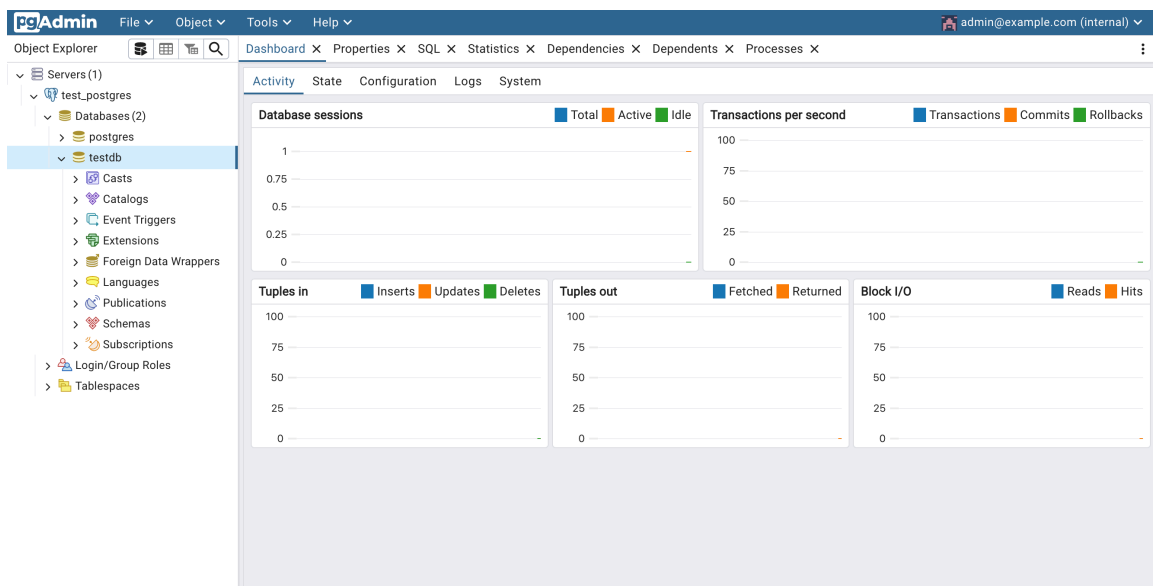 pgAdmin File Object Tools Help admin@example.com (internal)
Object Explorer Dashboard Properties SQL Statistics Dependencies Dependents Processes
Servers (1)
test_postgres
Databases (2)
postgres
testdb
Casts
Catalogs
Event Triggers
Extensions
Foreign Data Wrappers
Languages
Publications
Schemas
Subscriptions
Login/Group Roles
Tablespaces
Activity State Configuration Logs System
Database sessions Total Active Idle
1
0.75
0.5
0.25
0
Transactions per second Transactions Commits Rollbacks
100
75
50
25
0
Tuples in Inserts Updates Deletes
100
75
50
25
0
Tuples out Fetched Returned
100
75
50
25
0
Block I/O Reads Hits
100
75
50
25
0